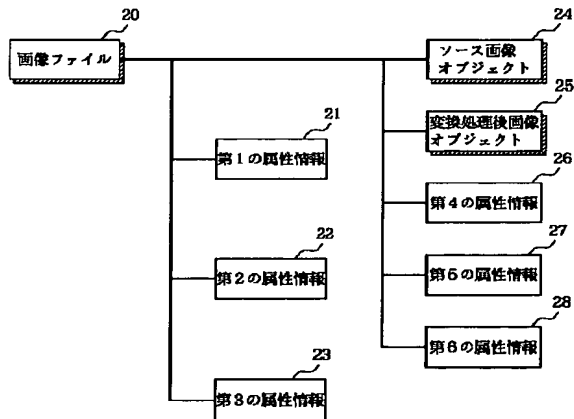 20
画像ファイル
21
第1の属性情報
22
第2の属性情報
23
第3の属性情報
24
ソース画像
オブジェクト
25
変換処理後画像
オブジェクト
26
第4の属性情報
27
第5の属性情報
28
第6の属性情報